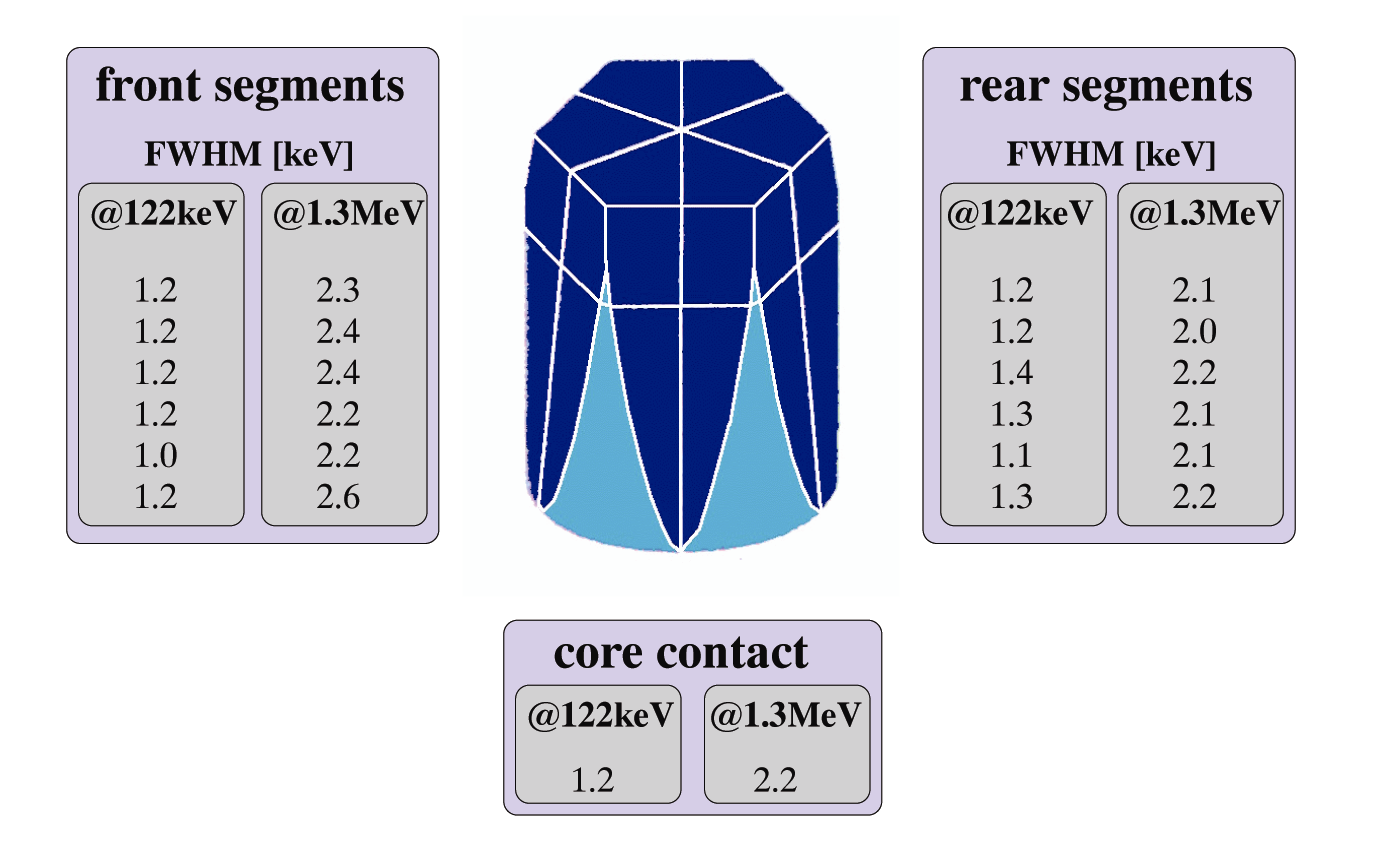 front segments
FWHM [keV]
@122keV @1.3MeV
1.2 2.3
1.2 2.4
1.2 2.4
1.2 2.2
1.0 2.2
1.2 2.6
rear segments
FWHM [keV]
@122keV @1.3MeV
1.2 2.1
1.2 2.0
1.4 2.2
1.3 2.1
1.1 2.1
1.3 2.2
core contact
@122keV @1.3MeV
1.2 2.2